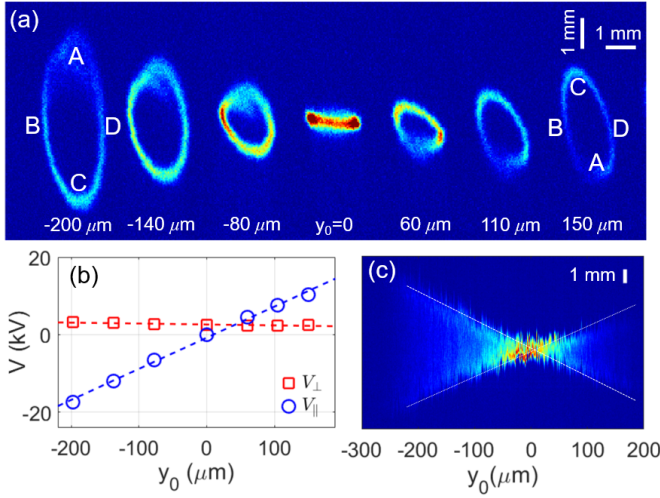 (a)
1 mm
1 mm
A
B
D
C
C
B
D
A
-200 μm
-140 μm
-80 μm
y₀=0
60 μm
110 μm
150 μm
(b)
20
0
-20
V (kV)
V⊥
V∥
-200
-100
0
100
y₀ (μm)
(c)
1 mm
-300
-200
-100
0
100
200
y₀(μm)